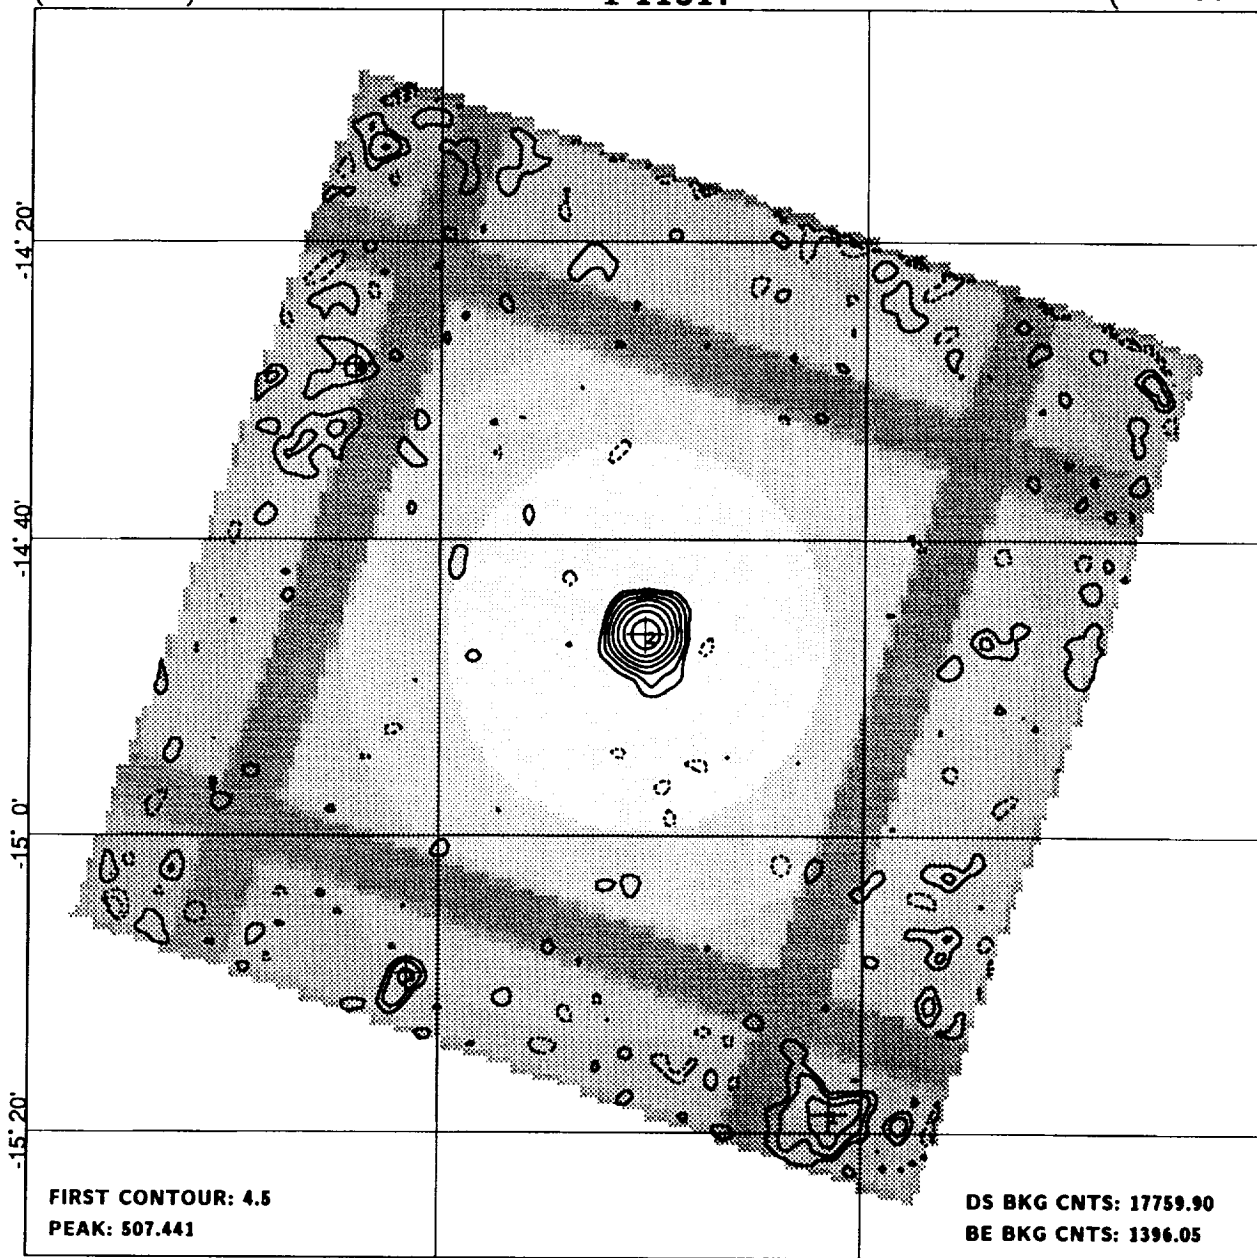 -14° 20'
-14° 40'
2
-15° 0'
-15° 20'
FIRST CONTOUR: 4.5
PEAK: 507.441
DS BKG CNTS: 17759.90
BE BKG CNTS: 1396.05